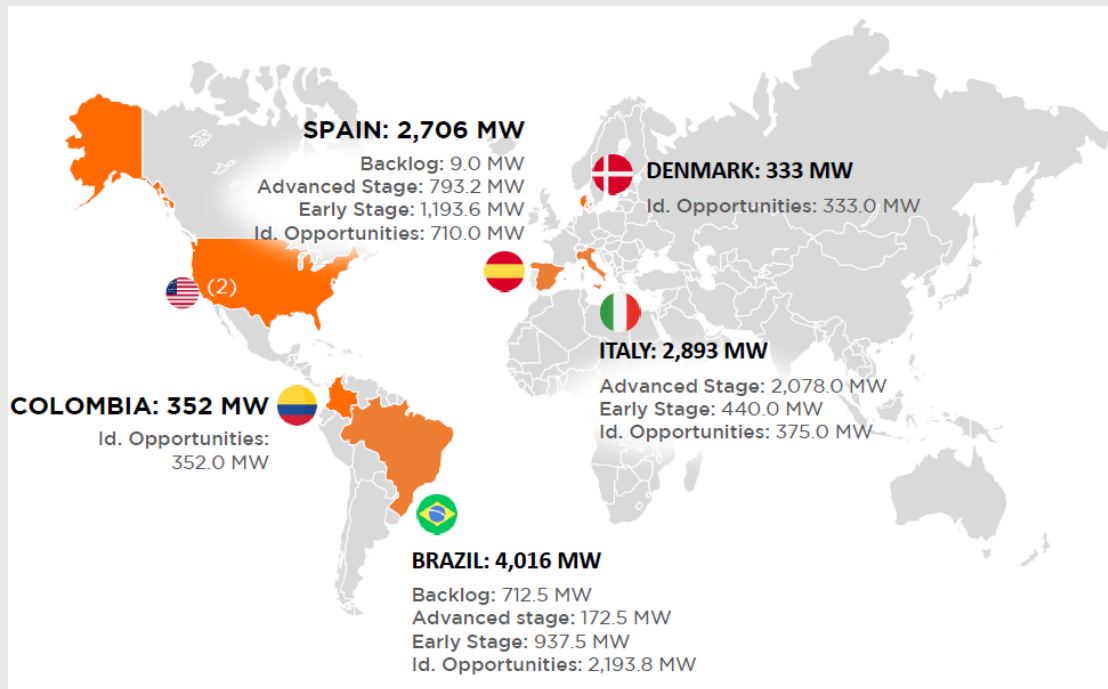 SPAIN: 2,706 MW
Backlog: 9.0 MW
Advanced Stage: 793.2 MW
Early Stage: 1,193.6 MW
Id. Opportunities: 710.0 MW
DENMARK: 333 MW
Id. Opportunities: 333.0 MW
(2)
ITALY: 2,893 MW
Advanced Stage: 2,078.0 MW
Early Stage: 440.0 MW
Id. Opportunities: 375.0 MW
COLOMBIA: 352 MW
Id. Opportunities:
352.0 MW
BRAZIL: 4,016 MW
Backlog: 712.5 MW
Advanced stage: 172.5 MW
Early Stage: 937.5 MW
Id. Opportunities: 2,193.8 MW